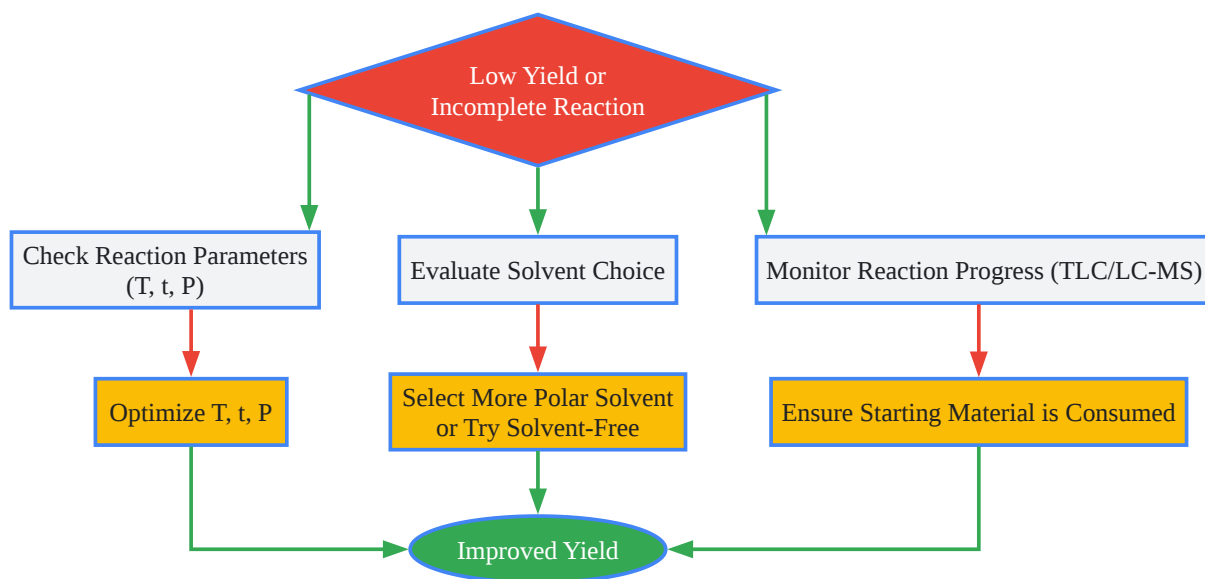 Low Yield or
Incomplete Reaction
Check Reaction Parameters
(T, t, P)
Evaluate Solvent Choice
Monitor Reaction Progress (TLC/LC-MS)
Optimize T, t, P
Select More Polar Solvent
or Try Solvent-Free
Ensure Starting Material is Consumed
Improved Yield